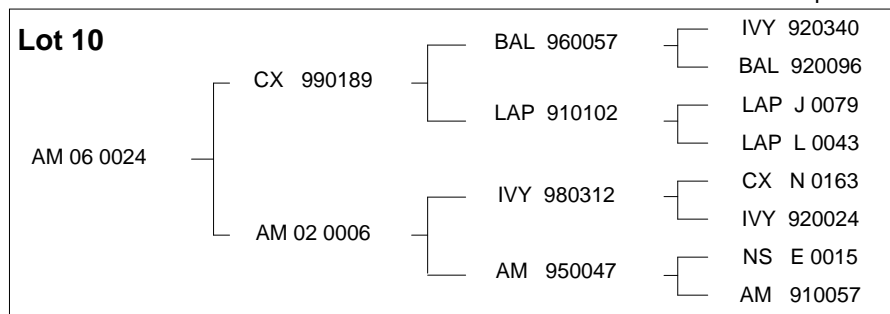 Lot 10
IVY 920340
BAL 960057
BAL 920096
CX 990189
LAP J 0079
LAP 910102
LAP L 0043
AM 06 0024
CX N 0163
IVY 980312
IVY 920024
AM 02 0006
NS E 0015
AM 950047
AM 910057